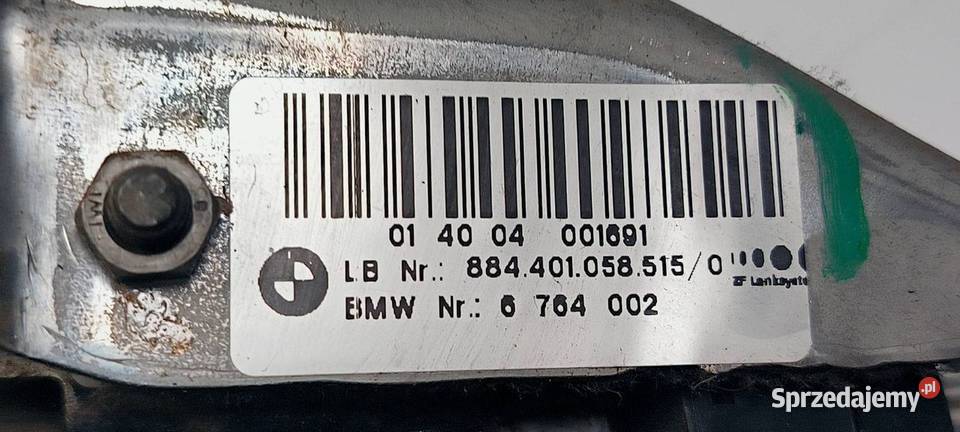 01 40 04 001691
LB Nr.: 884.401.058.515/0
ZF Lenksyste
BMW Nr.: 6 764 002
Sprzedajemy.pl